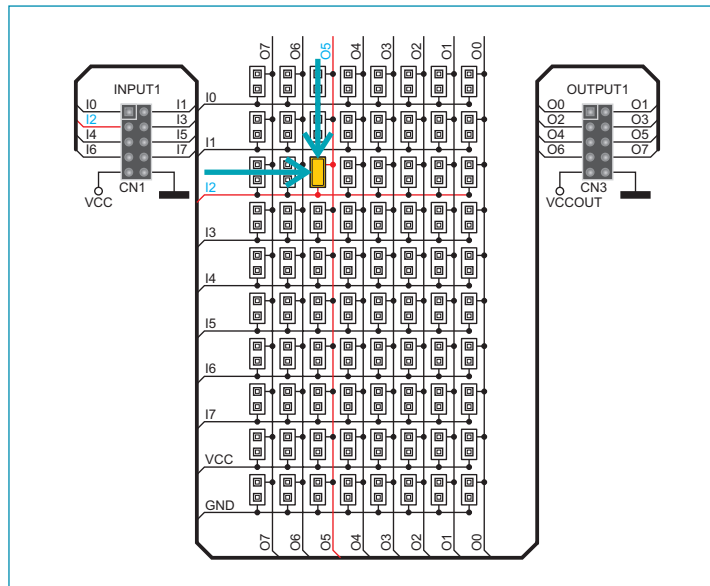 O7 O6 O5 O4 O3 O2 O1 O0
INPUT1
I0 I1
I2 I3
I4 I5
I6 I7
CN1
VCC
OUTPUT1
O0 O1
O2 O3
O4 O5
O6 O7
CN3
VCCOUT
I0
I1
I2
I3
I4
I5
I6
I7
VCC
GND
O7 O6 O5 O4 O3 O2 O1 O0